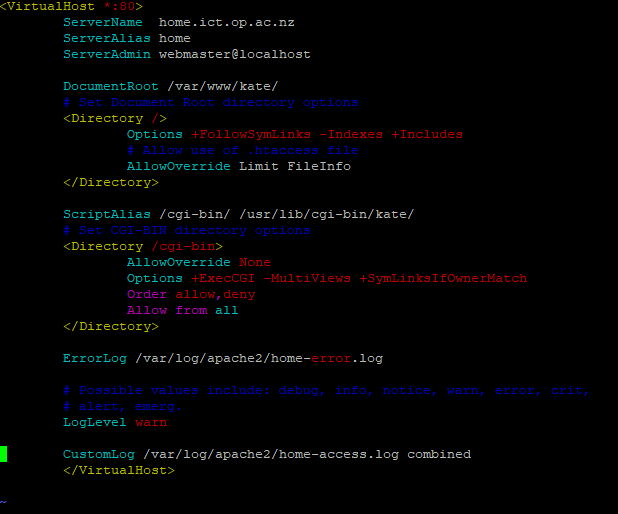 <VirtualHost *:80>
ServerName home.ict.op.ac.nz
ServerAlias home
ServerAdmin webmaster@localhost
DocumentRoot /var/www/kate/
# Set Document Root directory options
<Directory />
Options +FollowSymLinks -Indexes +Includes
# Allow use of .htaccess file
AllowOverride Limit FileInfo
</Directory>
ScriptAlias /cgi-bin/ /usr/lib/cgi-bin/kate/
# Set CGI-BIN directory options
<Directory /cgi-bin>
AllowOverride None
Options +ExecCGI -MultiViews +SymLinksIfOwnerMatch
Order allow,deny
Allow from all
</Directory>
ErrorLog /var/log/apache2/home-error.log
# Possible values include: debug, info, notice, warn, error, crit,
# alert, emerg.
LogLevel warn
CustomLog /var/log/apache2/home-access.log combined
</VirtualHost>
~